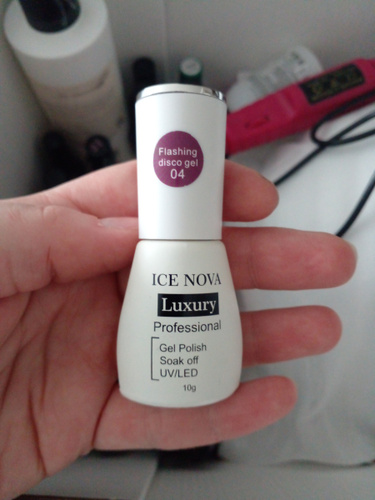 Flashing
disco gel
04
ICE NOVA
Luxury
Professional
Gel Polish
Soak off
UV/LED
10g